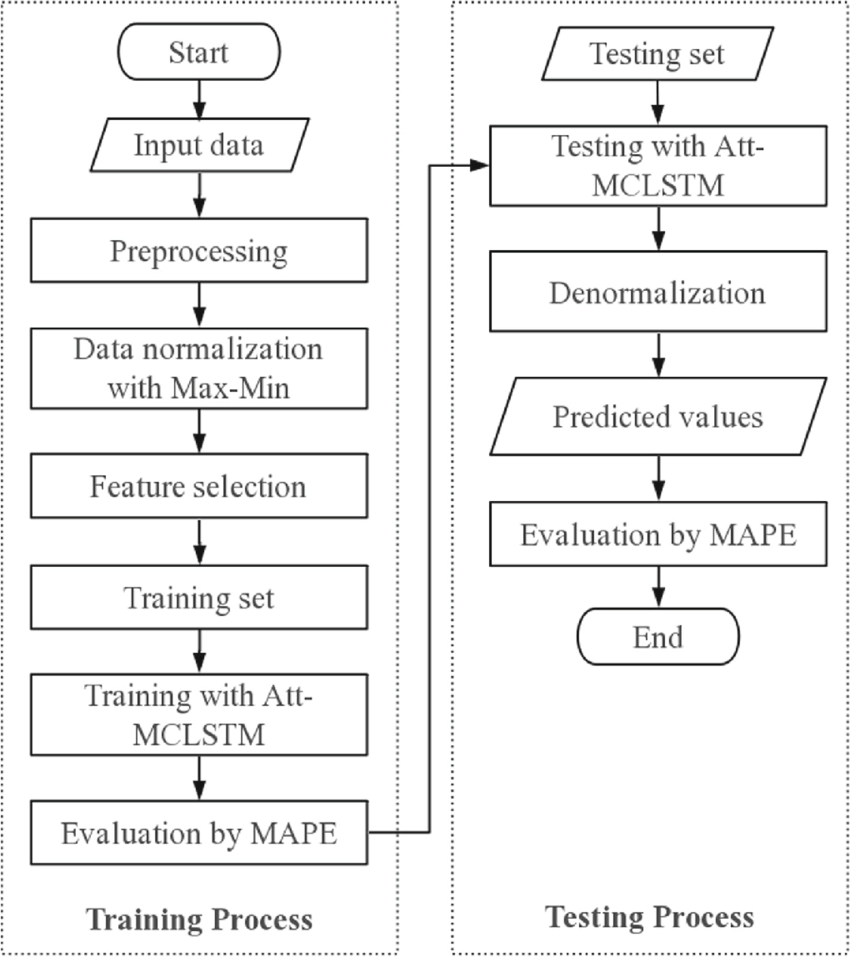 Start
Input data
Preprocessing
Data normalization
with Max-Min
Feature selection
Training set
Training with Att-
MCLSTM
Evaluation by MAPE
Training Process
Testing set
Testing with Att-
MCLSTM
Denormalization
Predicted values
Evaluation by MAPE
End
Testing Process